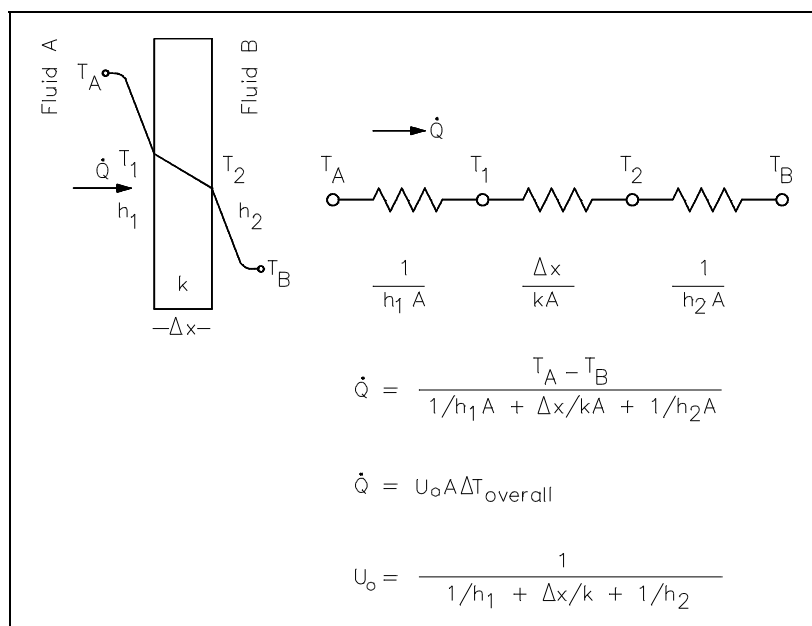 Fluid A
Fluid B
T_A
Q̇
T_1
T_2
h_1
h_2
T_B
k
Δx
Q̇
T_A T_1 T_2 T_B
1/(h_1 A) Δx/(kA) 1/(h_2 A)
Q̇ = (T_A − T_B)/(1/h_1A + Δx/kA + 1/h_2A)
Q̇ = U_o A ΔT_overall
U_o = 1/(1/h_1 + Δx/k + 1/h_2)